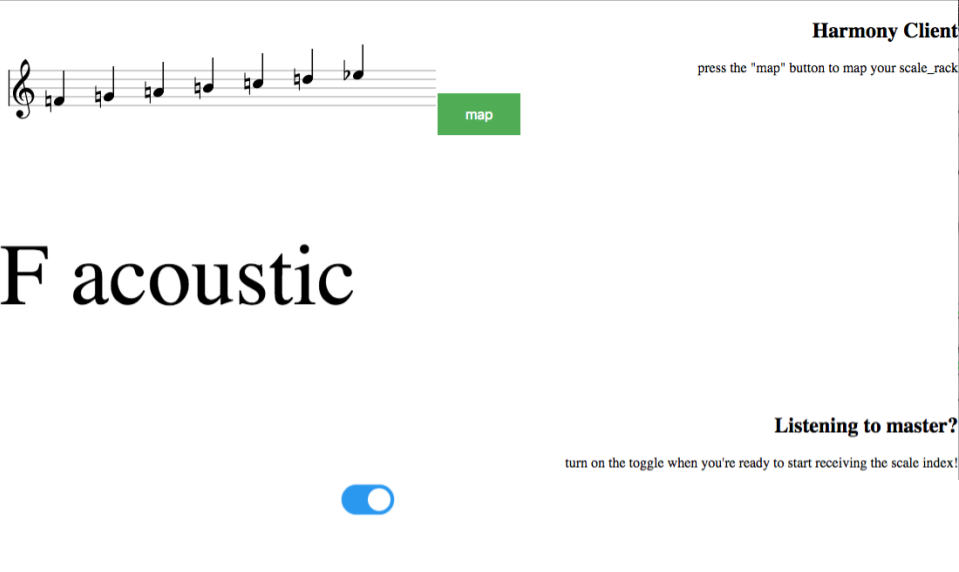 Harmony Client
press the "map" button to map your scale_rack
map
F acoustic
Listening to master?
turn on the toggle when you're ready to start receiving the scale index!